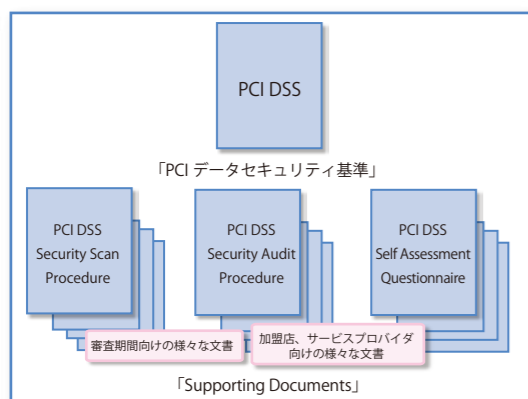 PCI DSS
「PCI データセキュリティ基準」
PCI DSS
Security Scan
Procedure
PCI DSS
Security Audit
Procedure
PCI DSS
Self Assessment
Questionnaire
審査期間向けの様々な文書
加盟店、サービスプロバイダ
向けの様々な文書
「Supporting Documents」